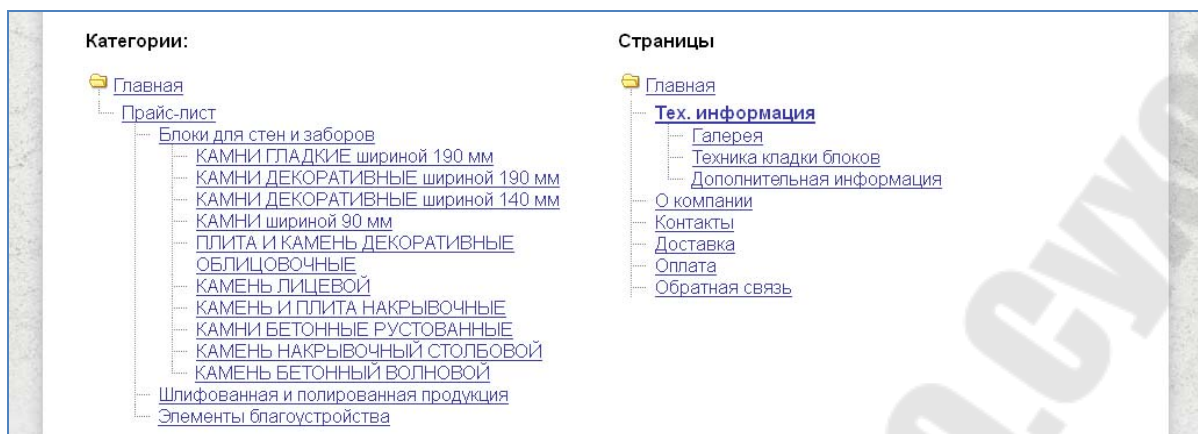 Категории:
Главная
Прайс-лист
Блоки для стен и заборов
КАМНИ ГЛАДКИЕ шириной 190 мм
КАМНИ ДЕКОРАТИВНЫЕ шириной 190 мм
КАМНИ ДЕКОРАТИВНЫЕ шириной 140 мм
КАМНИ шириной 90 мм
ПЛИТА И КАМЕНЬ ДЕКОРАТИВНЫЕ
ОБЛИЦОВОЧНЫЕ
КАМЕНЬ ЛИЦЕВОЙ
КАМЕНЬ И ПЛИТА НАКРЫВОЧНЫЕ
КАМНИ БЕТОННЫЕ РУСТОВАННЫЕ
КАМЕНЬ НАКРЫВОЧНЫЙ СТОЛБОВОЙ
КАМЕНЬ БЕТОННЫЙ ВОЛНОВОЙ
Шлифованная и полированная продукция
Элементы благоустройства
Страницы
Главная
Тех. информация
Галерея
Техника кладки блоков
Дополнительная информация
О компании
Контакты
Доставка
Оплата
Обратная связь